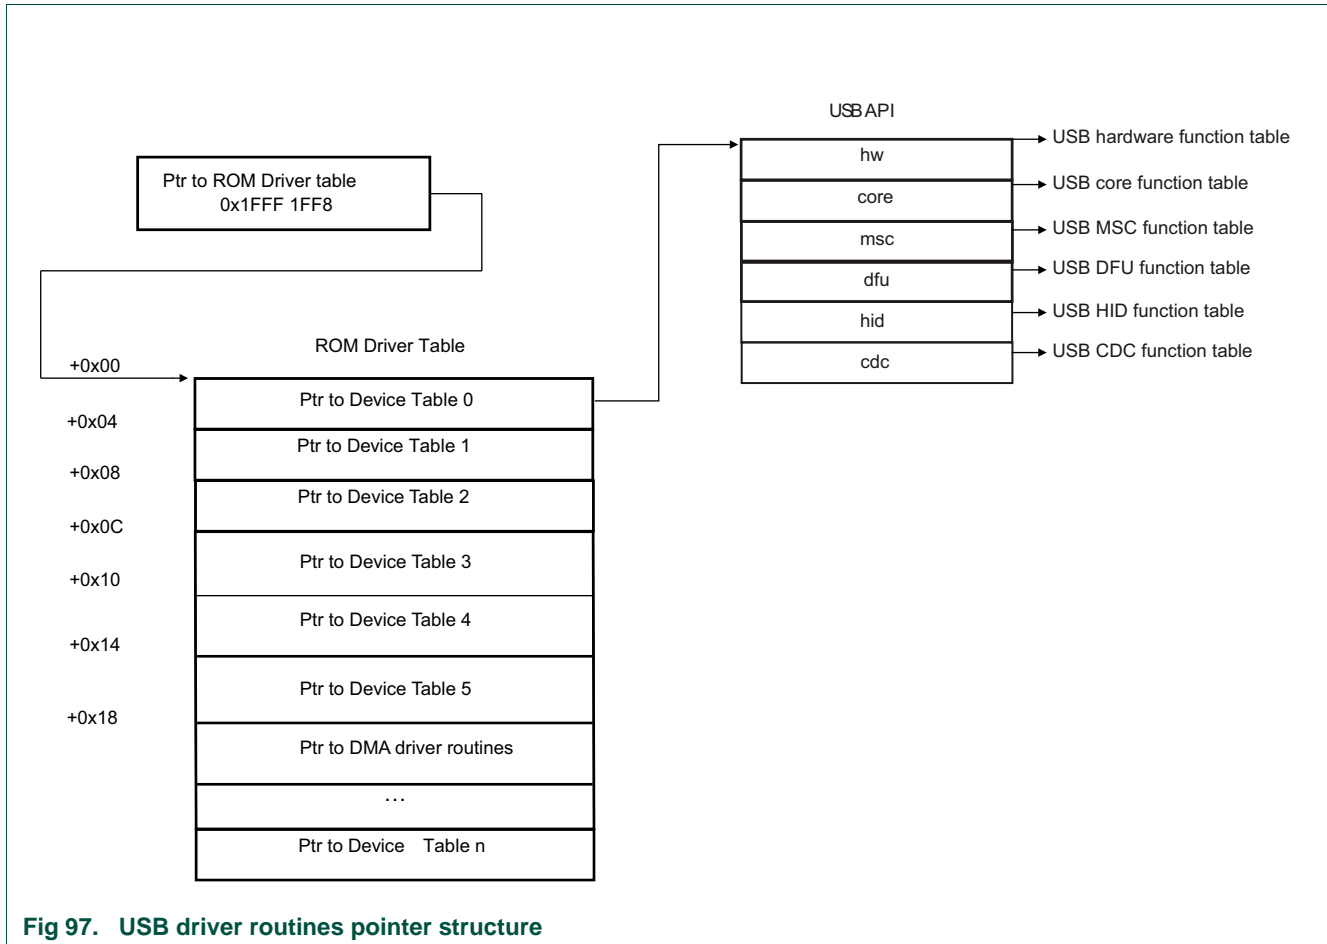 USB API
hw
core
msc
dfu
hid
cdc
USB hardware function table
USB core function table
USB MSC function table
USB DFU function table
USB HID function table
USB CDC function table
Ptr to ROM Driver table
0x1FFF 1FF8
ROM Driver Table
+0x00
+0x04
+0x08
+0x0C
+0x10
+0x14
+0x18
Ptr to Device Table 0
Ptr to Device Table 1
Ptr to Device Table 2
Ptr to Device Table 3
Ptr to Device Table 4
Ptr to Device Table 5
Ptr to DMA driver routines
...
Ptr to Device Table n
Fig 97. USB driver routines pointer structure